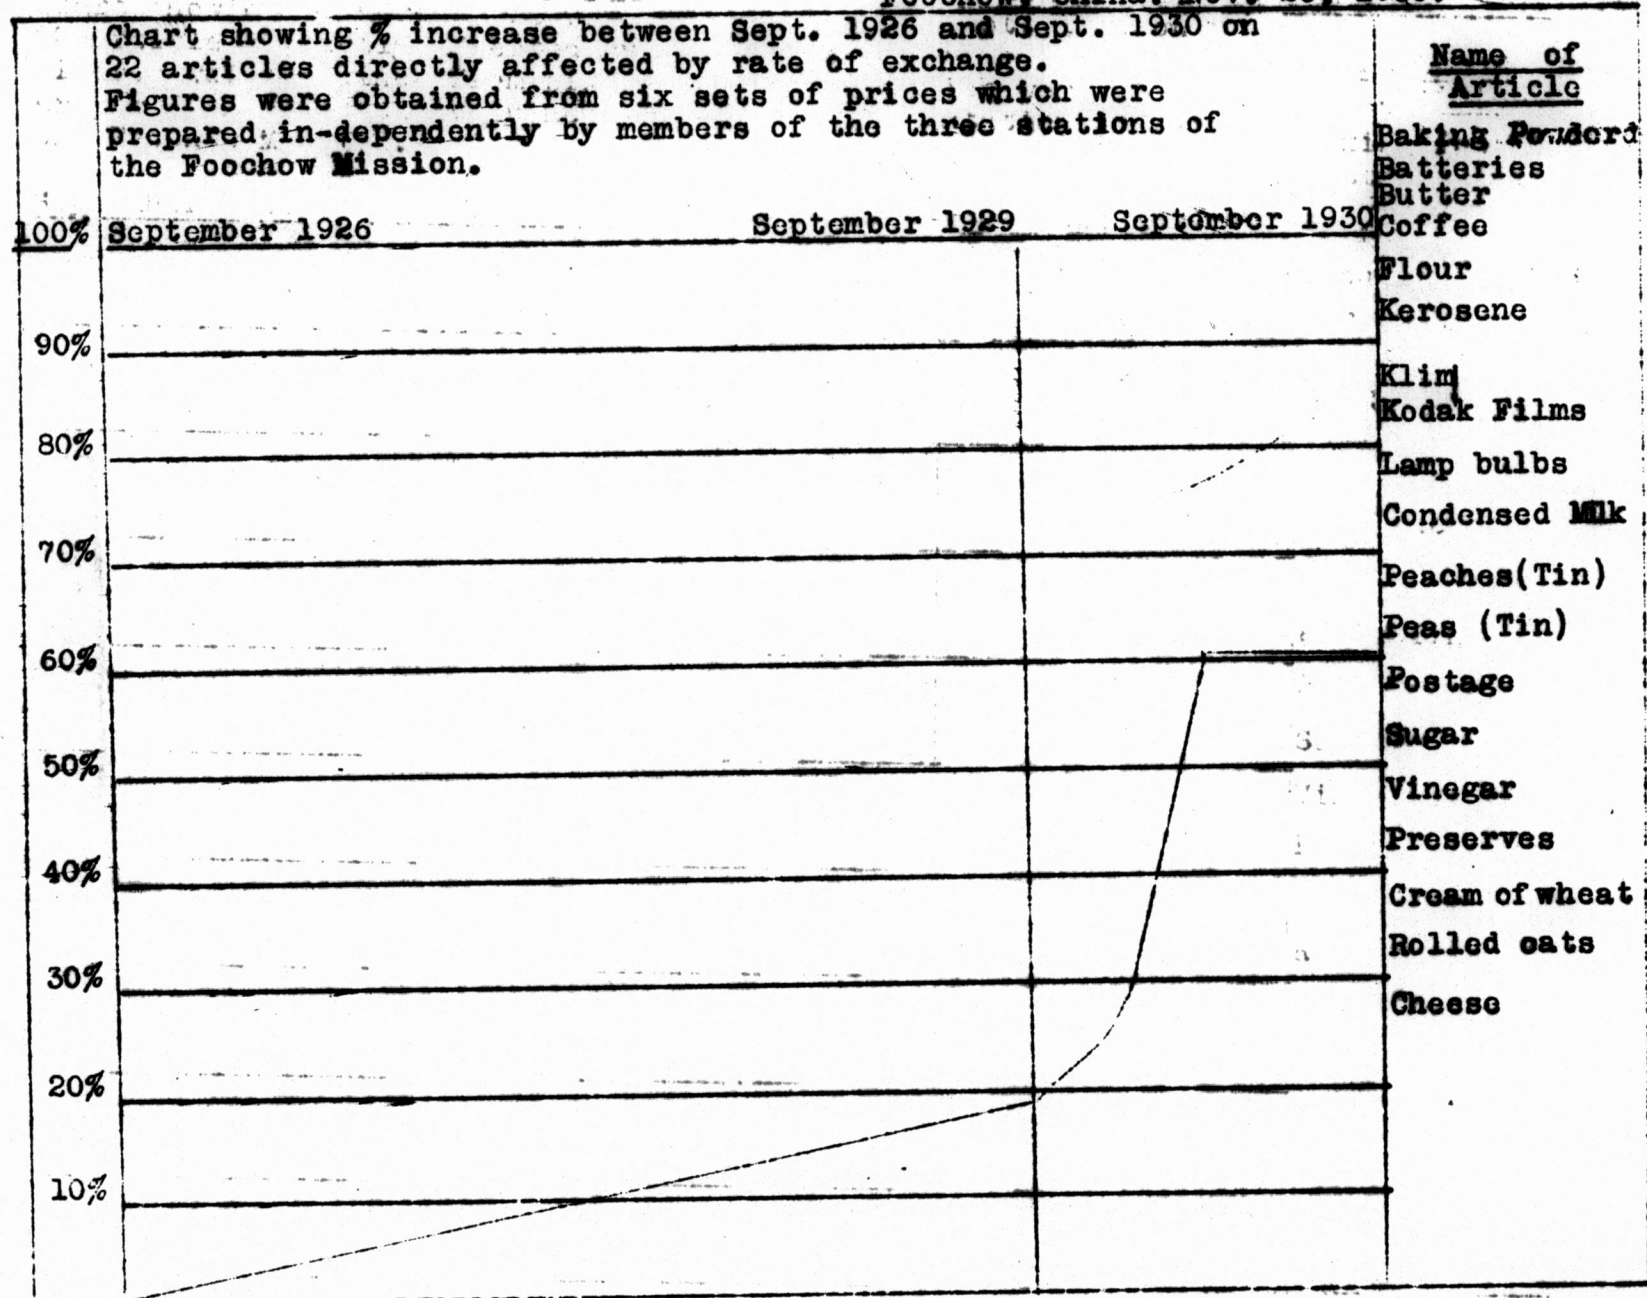 Foochow, China. Nov.
Chart showing % increase between Sept. 1926 and Sept. 1930 on
22 articles directly affected by rate of exchange.
Figures were obtained from six sets of prices which were
prepared in-dependently by members of the three stations of
the Foochow Mission.
September 1926 September 1929 September 1930
100%
90%
80%
70%
60%
50%
40%
30%
20%
10%
Name of
Article
Baking Powderd
Batteries
Butter
Coffee
Flour
Kerosene
Klim
Kodak Films
Lamp bulbs
Condensed Milk
Peaches(Tin)
Peas (Tin)
Postage
Sugar
Vinegar
Preserves
Cream of wheat
Rolled oats
Cheese